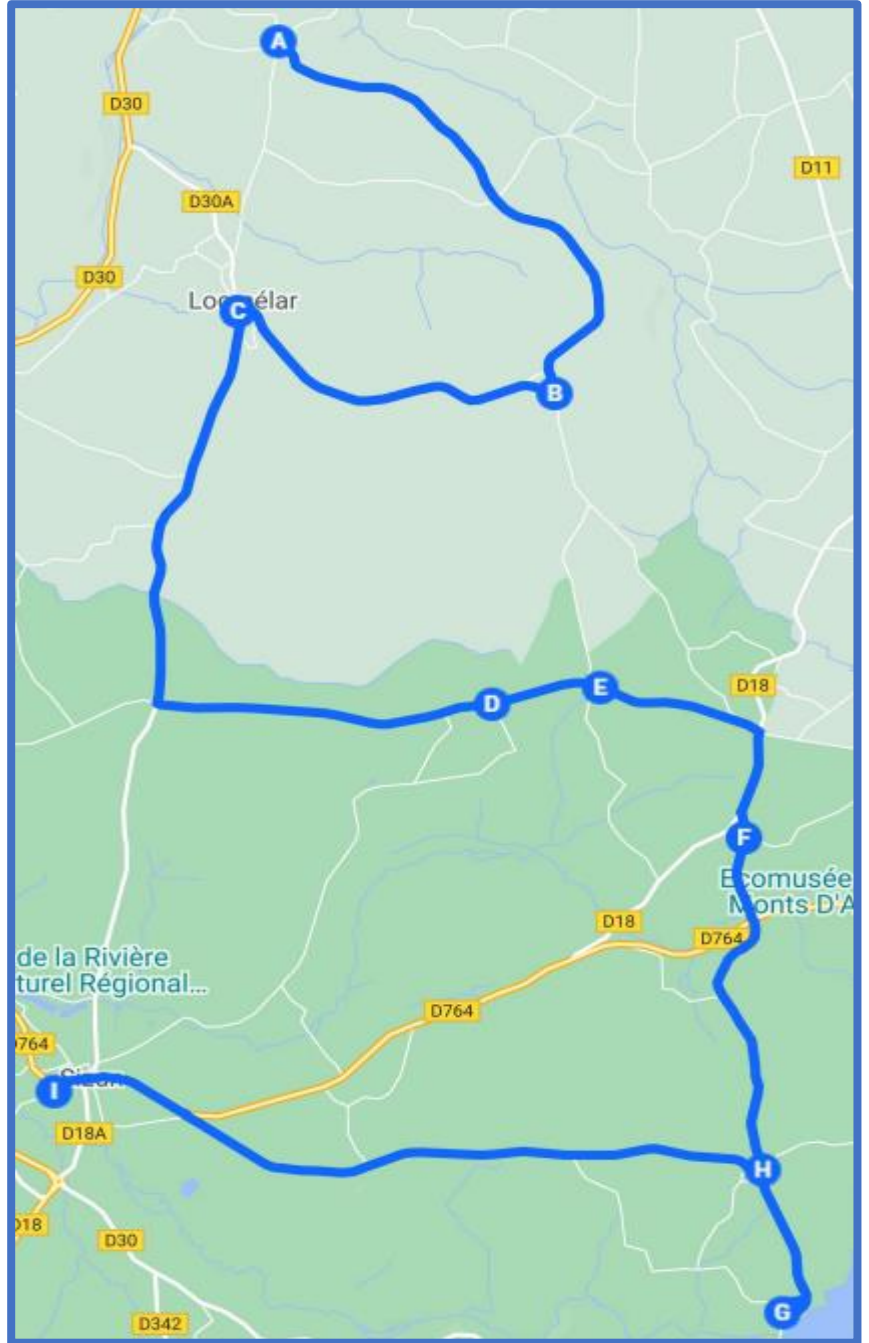 A
D30
D11
D30A
D30
C
B
D18
E
D
F
Ecomusée
Monts D'A
D18
D764
de la Rivière
turel Régional...
D764
D764
I
D18A
H
D18
D30
G
D342